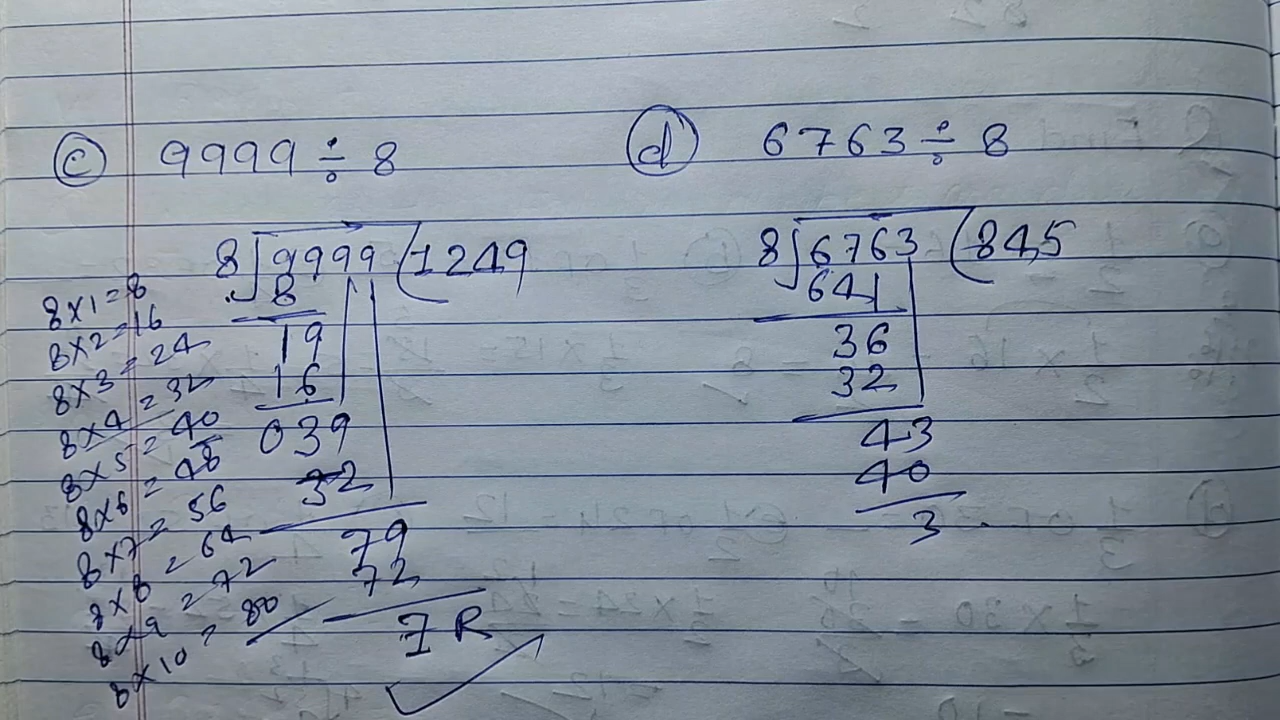 c 9999 ÷ 8
8 9999 1249
8
19
16
039
32
79
72
7 R
8x1=8
8x2=16
8x3=24
8x4=32
8x5=40
8x6=48
8x7=56
8x8=64
8x9=72
8x10=80
d 6763 ÷ 8
8 6763 845
64
36
32
43
40
3